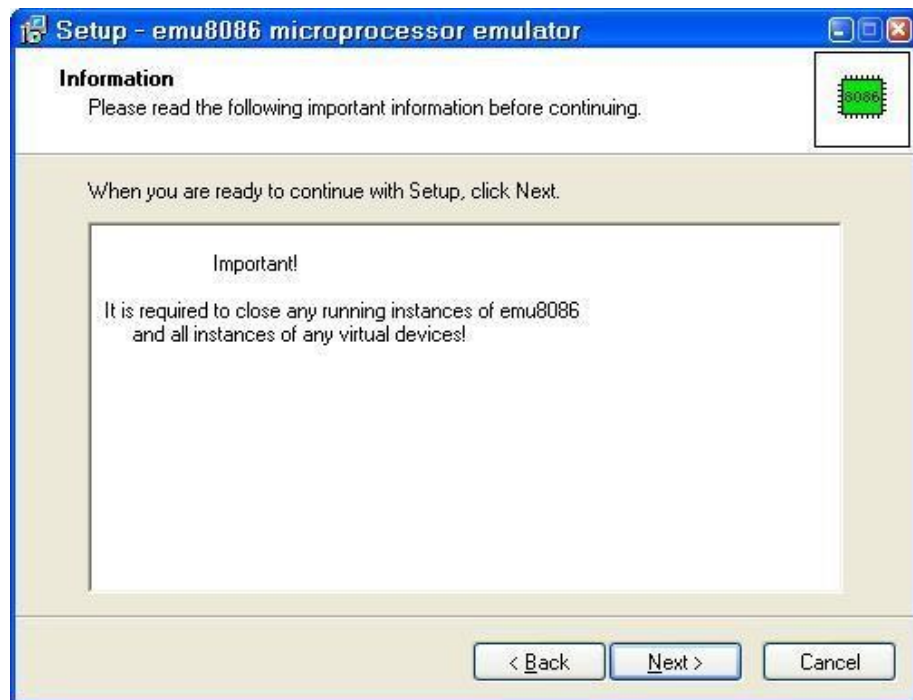 Setup - emu8086 microprocessor emulator
Information
Please read the following important information before continuing.
8086
When you are ready to continue with Setup, click Next.
Important!
It is required to close any running instances of emu8086
and all instances of any virtual devices!
< Back
Next >
Cancel